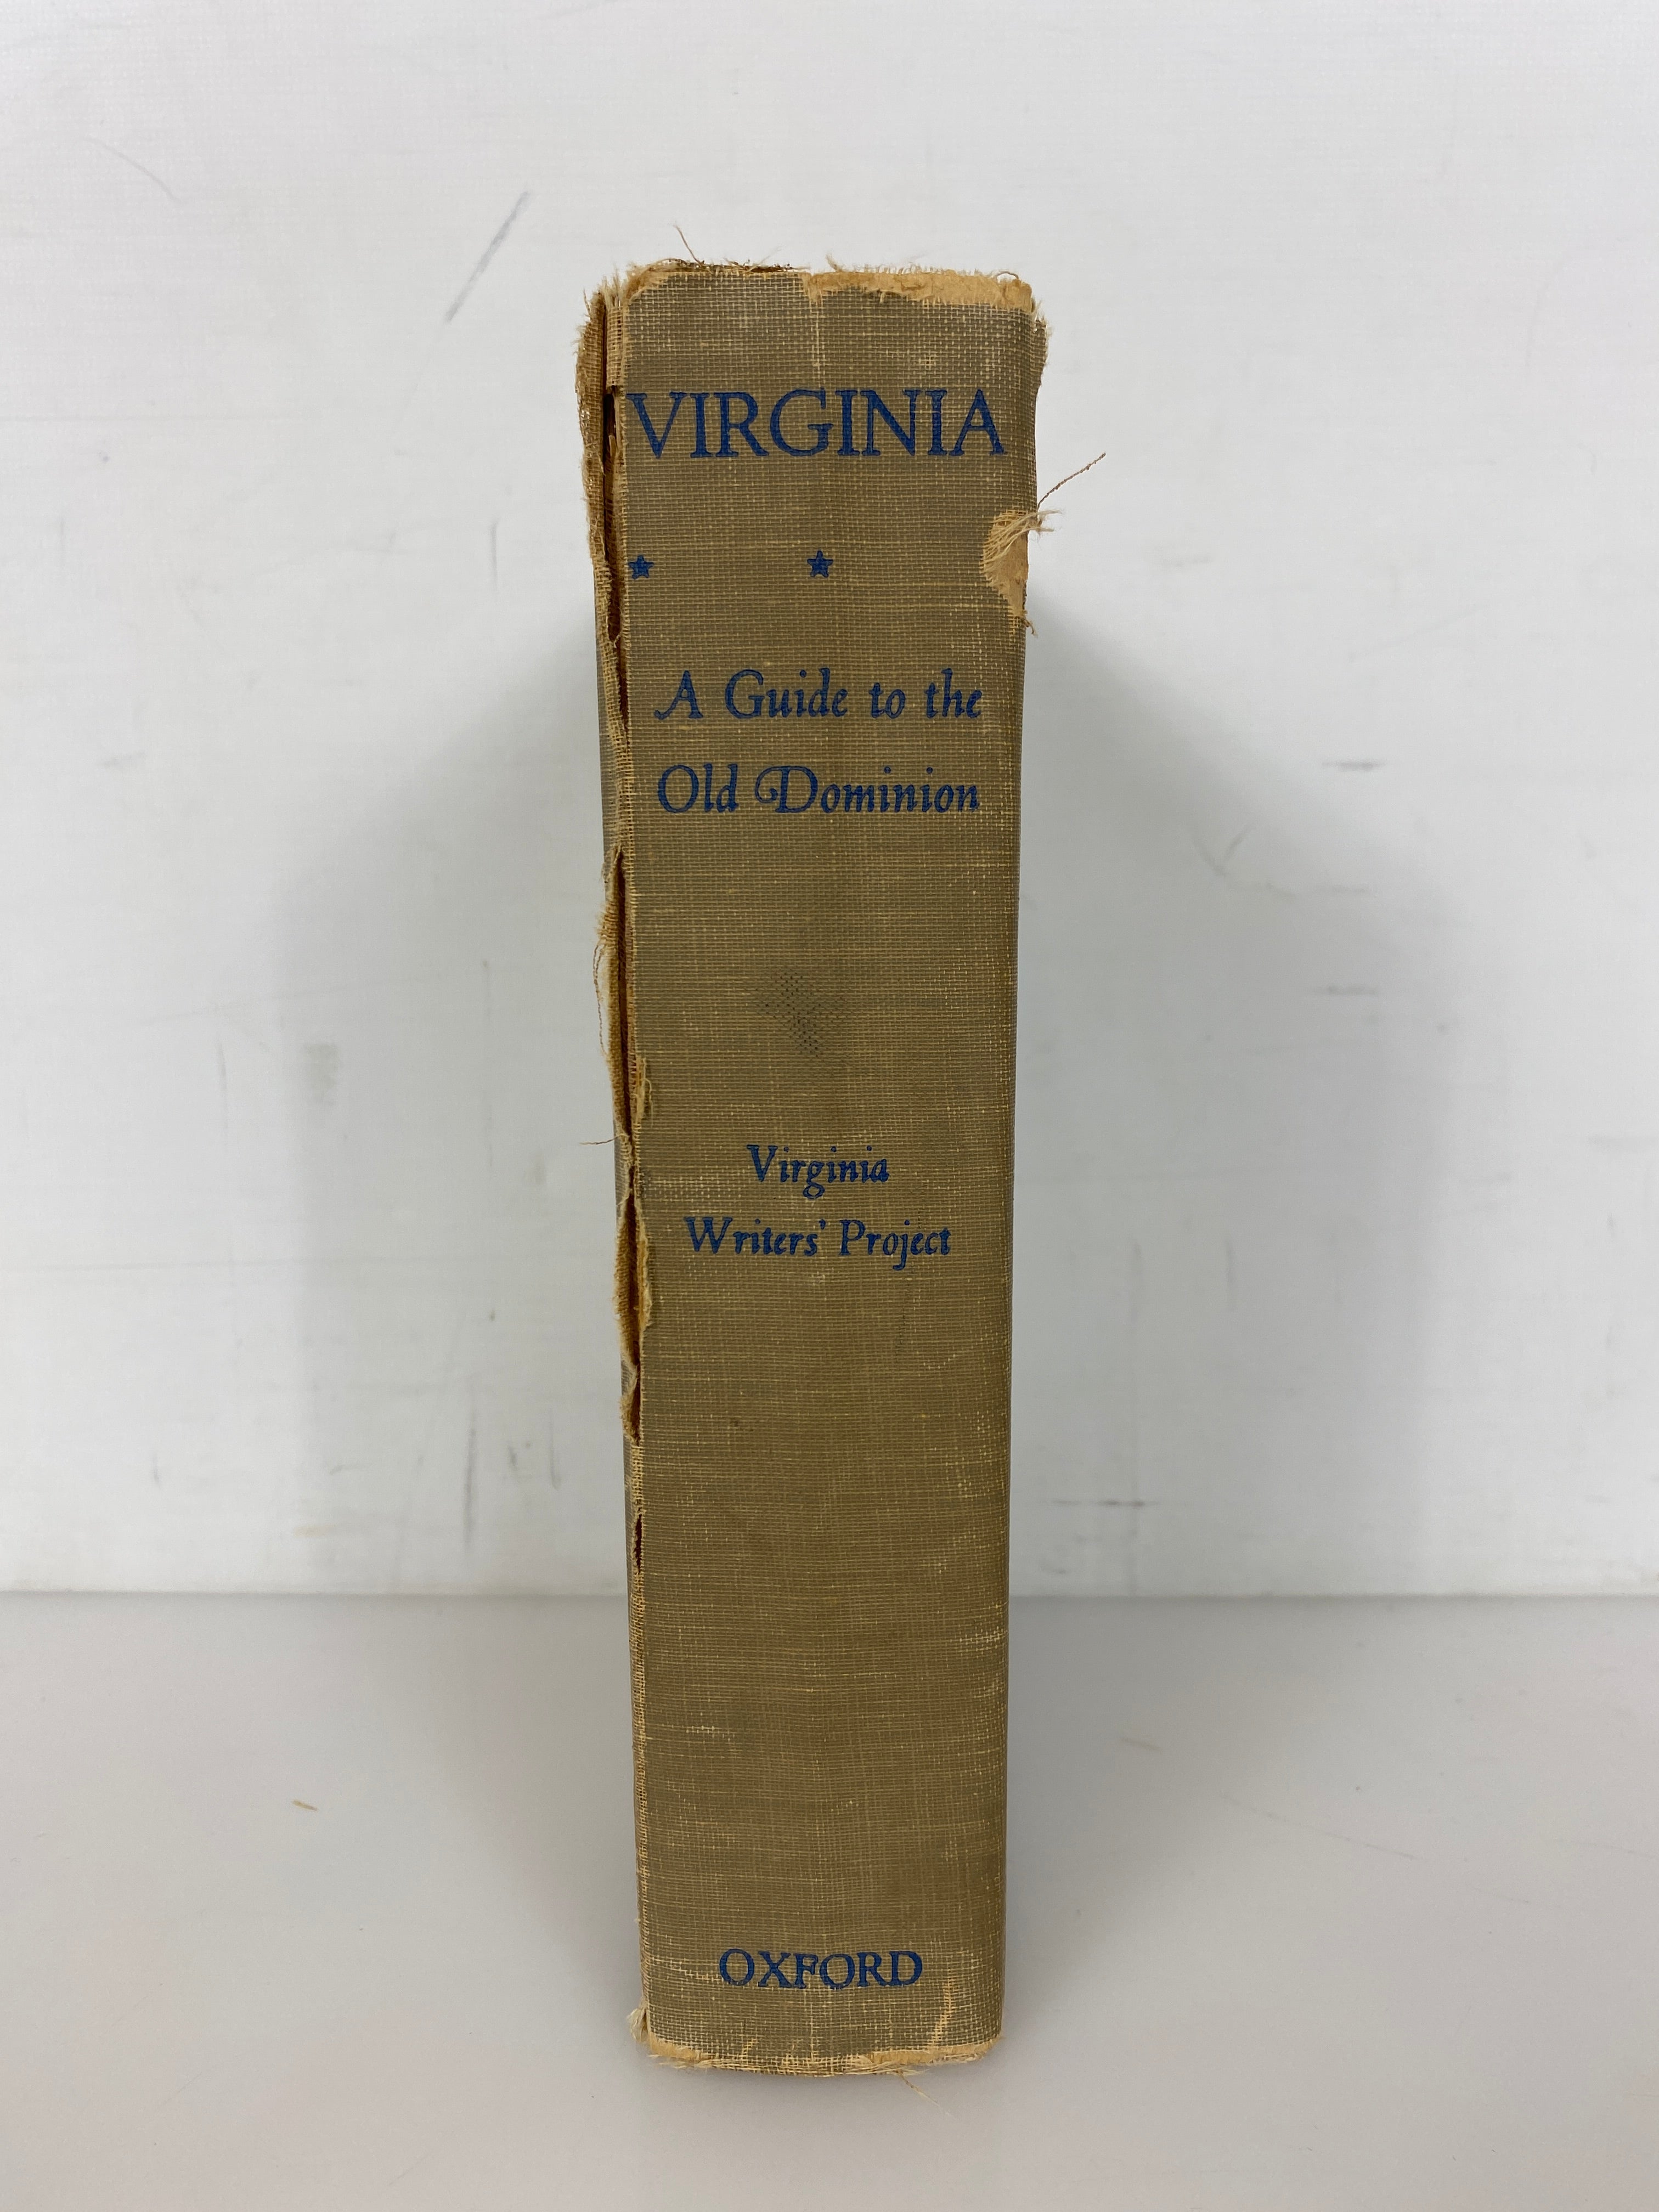 VIRGINIA
A Guide to the
Old Dominion
Virginia
Writers' Project
OXFORD